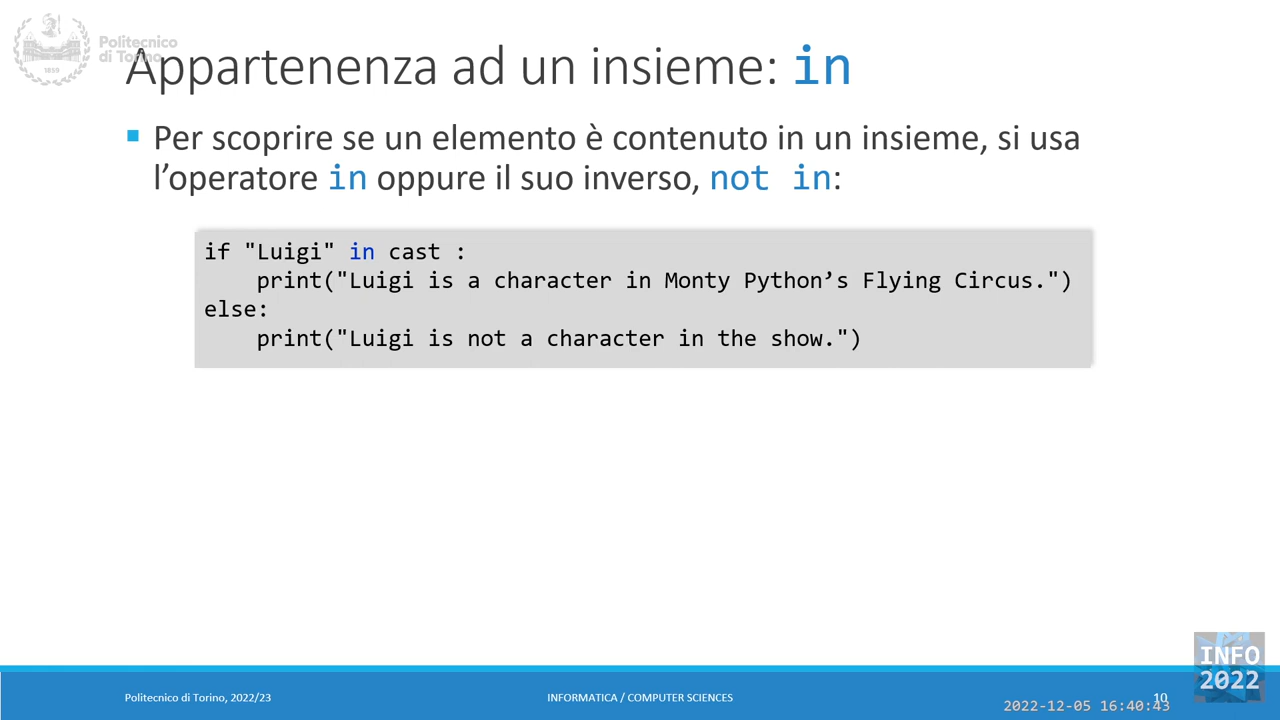 Politecnico
di Torino
1859
Appartenenza ad un insieme: in
Per scoprire se un elemento è contenuto in un insieme, si usa
l’operatore in oppure il suo inverso, not in:
if "Luigi" in cast :
    print("Luigi is a character in Monty Python’s Flying Circus.")
else:
    print("Luigi is not a character in the show.")
INFO
2022
Politecnico di Torino, 2022/23
INFORMATICA / COMPUTER SCIENCES
10
2022-12-05 16:40:43